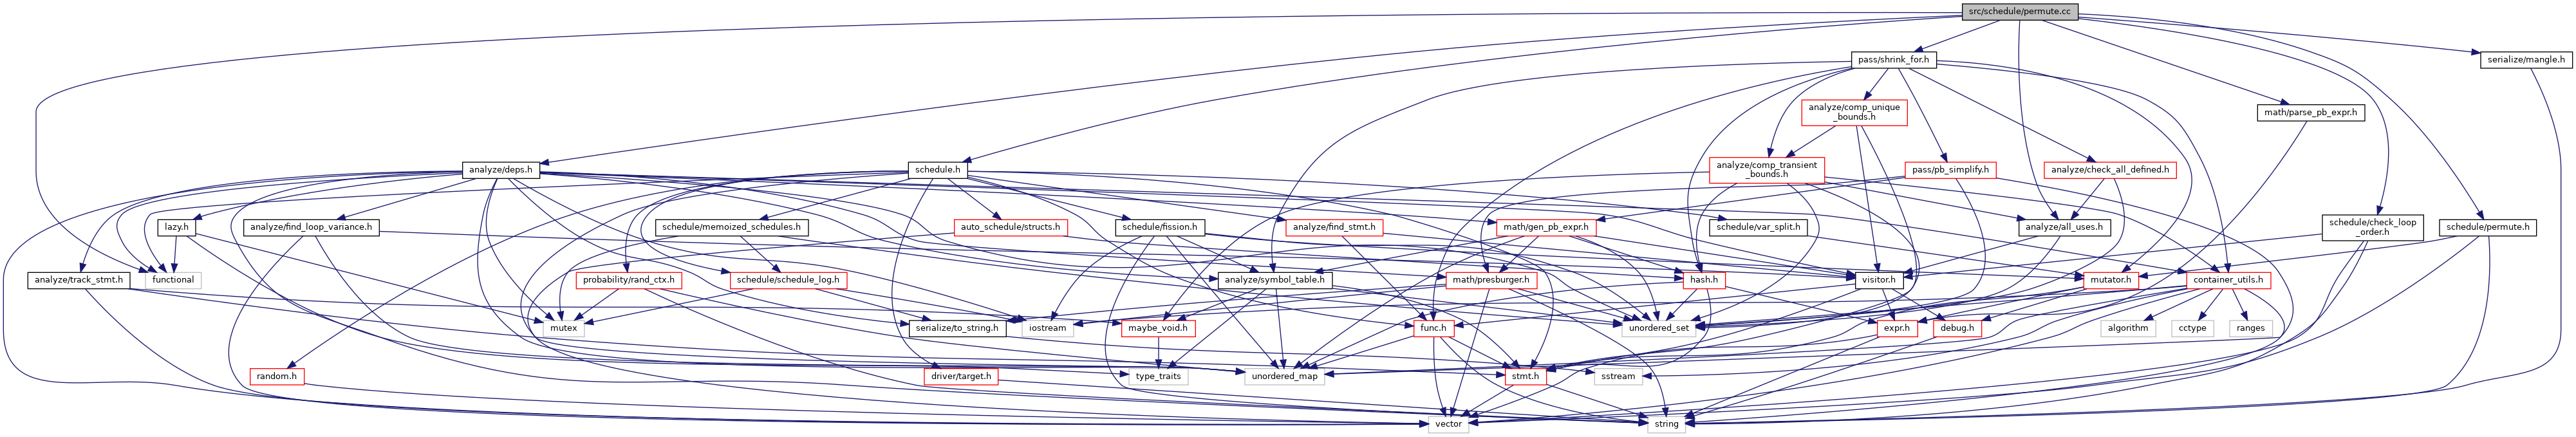 src/schedule/permute.cc
pass/shrink_for.h
serialize/mangle.h
analyze/comp_unique
_bounds.h
math/parse_pb_expr.h
analyze/deps.h
schedule.h
analyze/comp_transient
_bounds.h
pass/pb_simplify.h
analyze/check_all_defined.h
lazy.h
analyze/find_loop_variance.h
schedule/memoized_schedules.h
auto_schedule/structs.h
schedule/fission.h
analyze/find_stmt.h
math/gen_pb_expr.h
schedule/var_split.h
analyze/all_uses.h
schedule/check_loop
_order.h
schedule/permute.h
analyze/track_stmt.h
functional
probability/rand_ctx.h
schedule/schedule_log.h
analyze/symbol_table.h
math/presburger.h
hash.h
visitor.h
mutator.h
container_utils.h
mutex
serialize/to_string.h
iostream
maybe_void.h
func.h
unordered_set
expr.h
debug.h
algorithm
cctype
ranges
random.h
driver/target.h
type_traits
unordered_map
sstream
stmt.h
vector
string